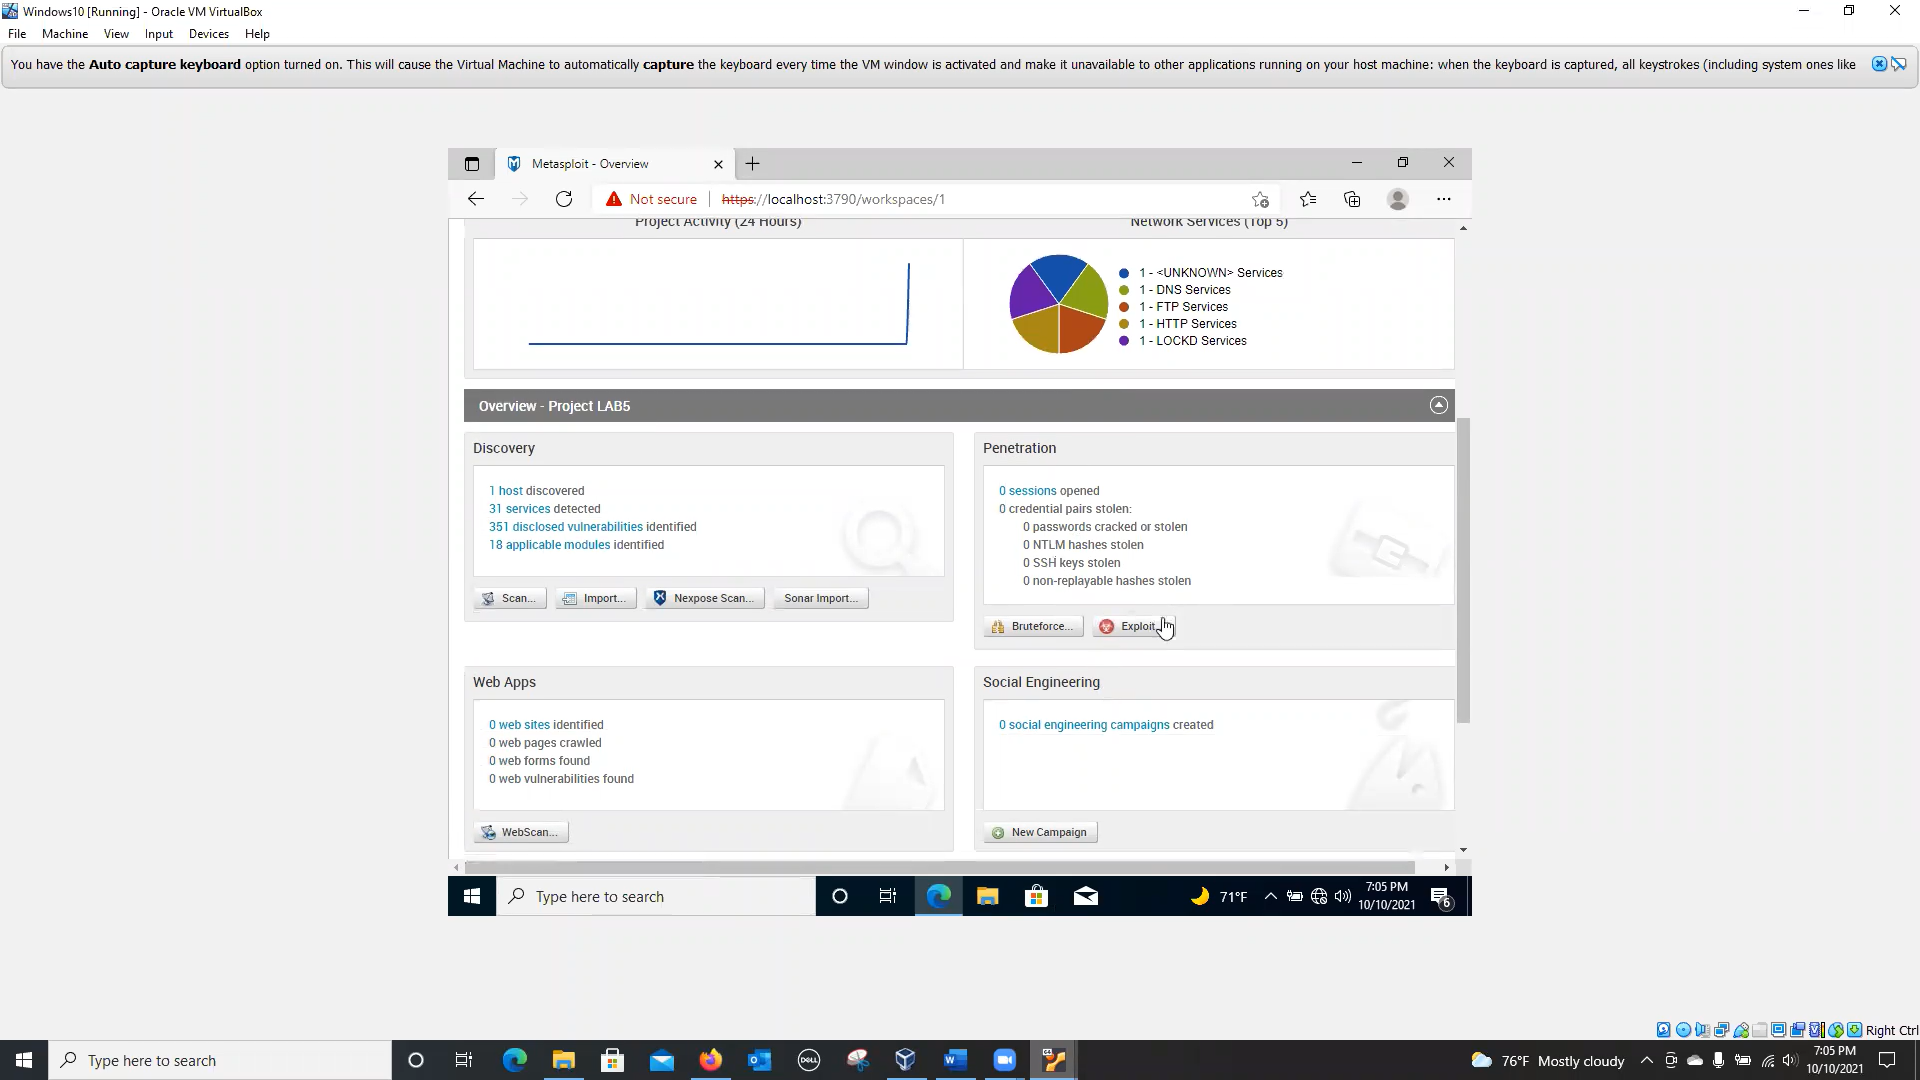 Windows10 [Running] - Oracle VM VirtualBox
File Machine View Input Devices Help
You have the Auto capture keyboard option turned on. This will cause the Virtual Machine to automatically capture the keyboard every time the VM window is activated and make it unavailable to other applications running on your host machine: when the keyboard is captured, all keystrokes (including system ones like
Metasploit - Overview
Not secure https://localhost:3790/workspaces/1
Project Activity (24 Hours)
Network Services (Top 5)
1 - <UNKNOWN> Services
1 - DNS Services
1 - FTP Services
1 - HTTP Services
1 - LOCKD Services
Overview - Project LAB5
Discovery
1 host discovered
31 services detected
351 disclosed vulnerabilities identified
18 applicable modules identified
Scan... Import... Nexpose Scan... Sonar Import...
Penetration
0 sessions opened
0 credential pairs stolen:
0 passwords cracked or stolen
0 NTLM hashes stolen
0 SSH keys stolen
0 non-replayable hashes stolen
Bruteforce... Exploit
Web Apps
0 web sites identified
0 web pages crawled
0 web forms found
0 web vulnerabilities found
WebScan...
Social Engineering
0 social engineering campaigns created
New Campaign
Type here to search
71°F
7:05 PM
10/10/2021
6
Right Ctrl
Type here to search
DELL
64
76°F Mostly cloudy
7:05 PM
10/10/2021